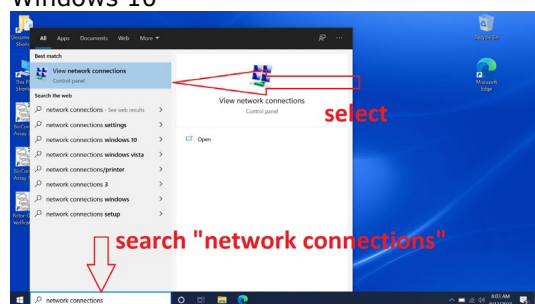 Windows 10
All Apps Documents Web More
Best match
View network connections
Control panel
Search the web
network connections - See web results
network connections settings
network connections windows 10
network connections windows vista
network connections/printer
network connections 3
network connections windows
network connections setup
View network connections
Control panel
Open
select
search "network connections"
network connections
Recycle Bin
Microsoft
Edge
8:03 AM